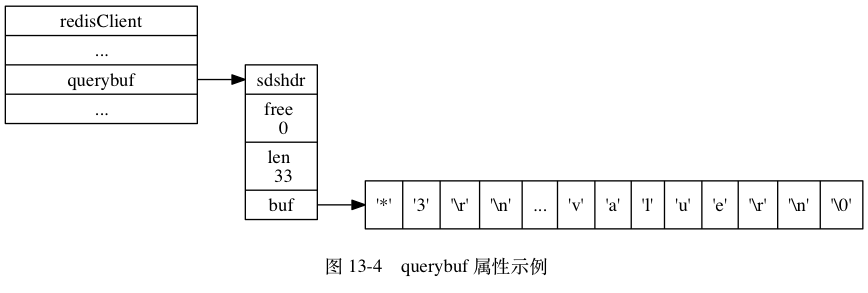 redisClient
...
querybuf
...
sdshdr
free
0
len
33
buf
'*' '3' '\r' '\n' ... 'v' 'a' 'l' 'u' 'e' '\r' '\n' '\0'
图 13-4 querybuf 属性示例